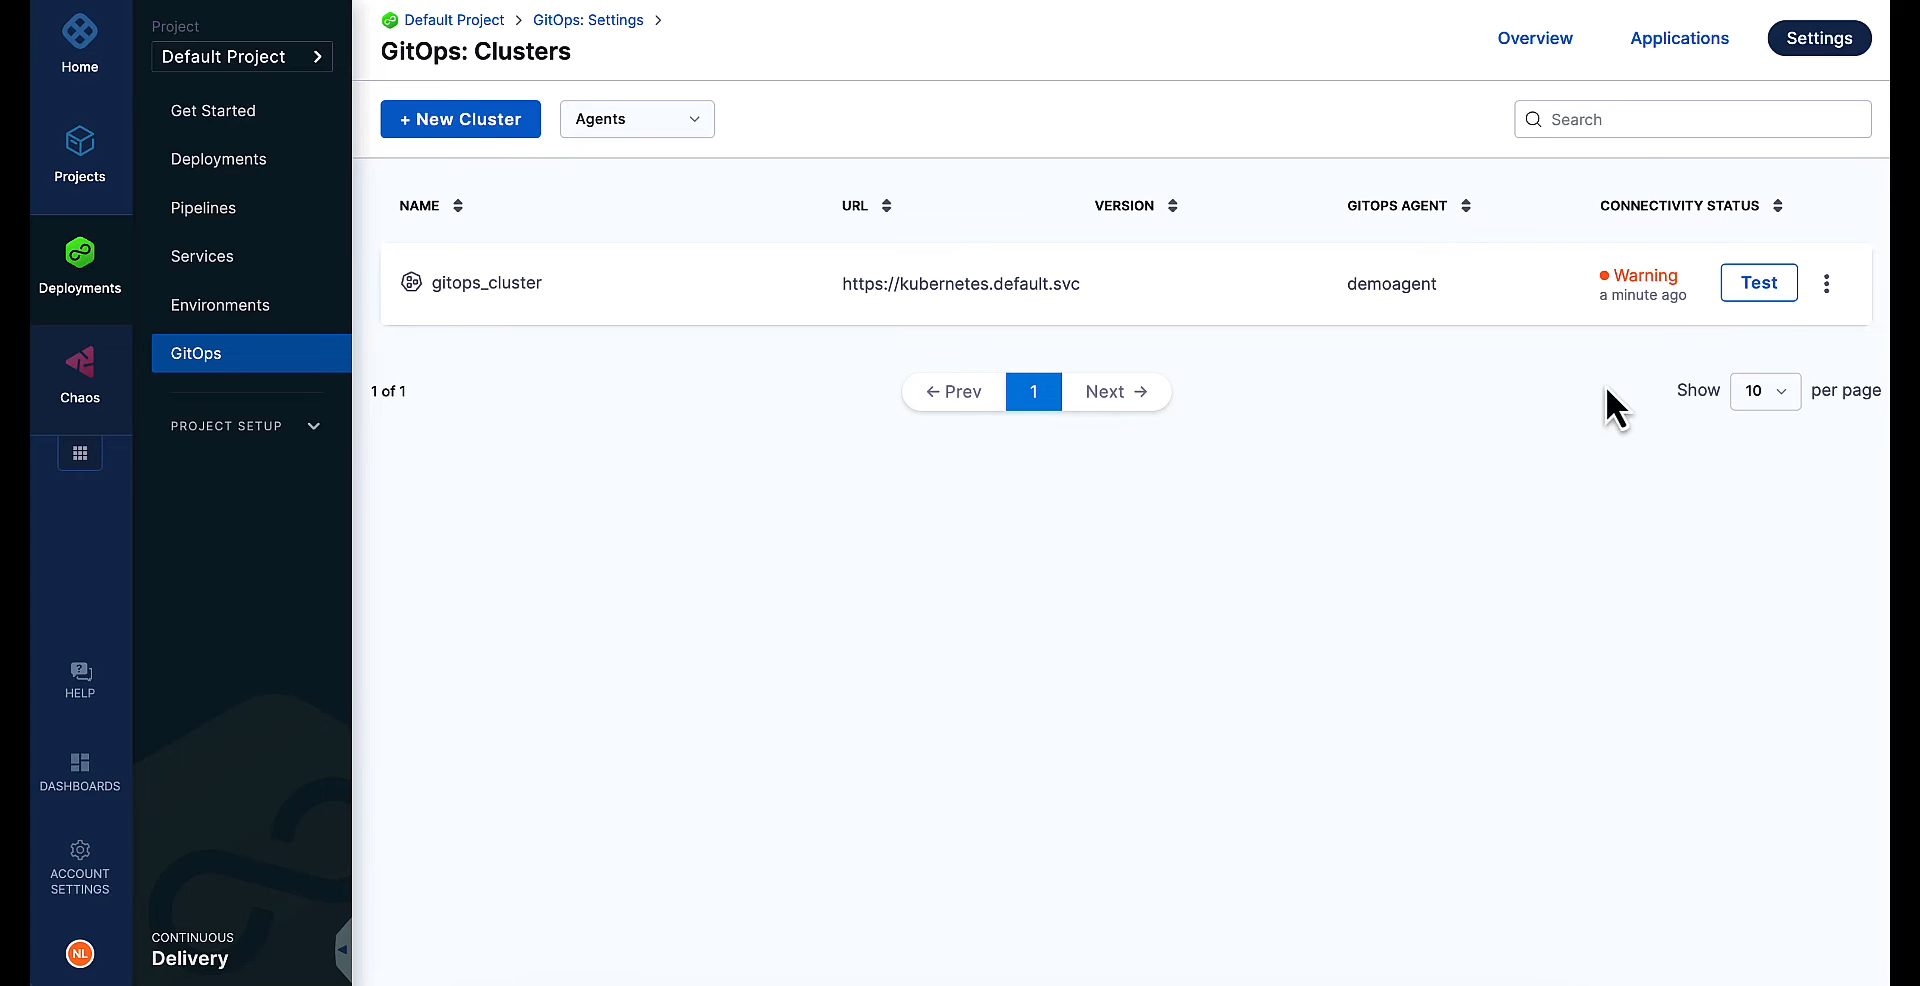 Home
Projects
Deployments
Chaos
HELP
DASHBOARDS
ACCOUNT
SETTINGS
NL
Project
Default Project
Get Started
Deployments
Pipelines
Services
Environments
GitOps
PROJECT SETUP
CONTINUOUS
Delivery
Default Project > GitOps: Settings >
GitOps: Clusters
Overview Applications Settings
+ New Cluster Agents Search
NAME URL VERSION GITOPS AGENT CONNECTIVITY STATUS
gitops_cluster https://kubernetes.default.svc demoagent Warning Test
a minute ago
1 of 1 ← Prev 1 Next → Show 10 per page